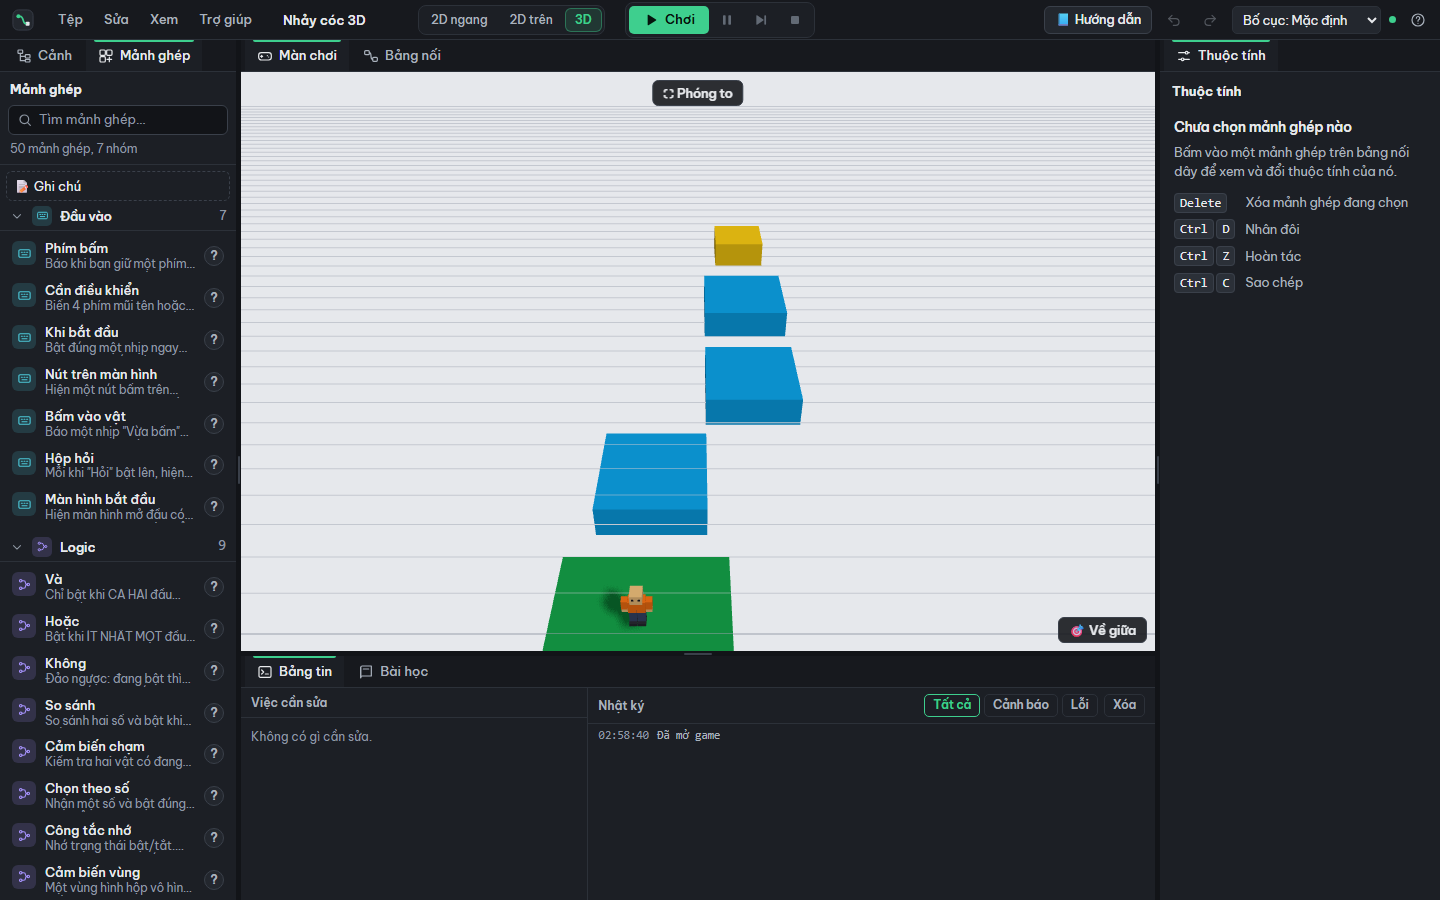 Tệp
Sửa
Xem
Trợ giúp
Nhảy cóc 3D
2D ngang
2D trên
3D
Chơi
Hướng dẫn
Bố cục: Mặc định
Cảnh
Mảnh ghép
Màn chơi
Bảng nối
Thuộc tính
Mảnh ghép
Tìm mảnh ghép...
50 mảnh ghép, 7 nhóm
Ghi chú
Đầu vào
7
Phím bấm
Báo khi bạn giữ một phím...
?
Cần điều khiển
Biến 4 phím mũi tên hoặc...
?
Khi bắt đầu
Bật đúng một nhịp ngay...
?
Nút trên màn hình
Hiện một nút bấm trên...
?
Bấm vào vật
Báo một nhịp "Vừa bấm"...
?
Hộp hỏi
Mỗi khi "Hỏi" bật lên, hiện...
?
Màn hình bắt đầu
Hiện màn hình mở đầu có...
?
Logic
9
Và
Chỉ bật khi CẢ HAI đầu...
?
Hoặc
Bật khi ÍT NHẤT MỘT đầu...
?
Không
Đảo ngược: đang bật thì...
?
So sánh
So sánh hai số và bật khi...
?
Cảm biến chạm
Kiểm tra hai vật có đang...
?
Chọn theo số
Nhận một số và bật đúng...
?
Công tắc nhớ
Nhớ trạng thái bật/tắt....
?
Cảm biến vùng
Một vùng hình hộp vô hìn...
?
Phóng to
Về giữa
Bảng tin
Bài học
Việc cần sửa
Không có gì cần sửa.
Nhật ký
Tất cả
Cảnh báo
Lỗi
Xóa
02:58:40 Đã mở game
Thuộc tính
Chưa chọn mảnh ghép nào
Bấm vào một mảnh ghép trên bảng nối
dây để xem và đổi thuộc tính của nó.
Delete Xóa mảnh ghép đang chọn
Ctrl D Nhân đôi
Ctrl Z Hoàn tác
Ctrl C Sao chép